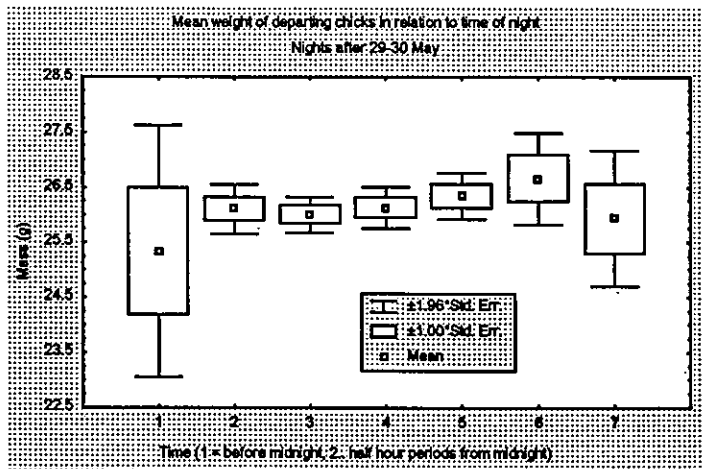 Mean weight of departing chicks in relation to time of night
Nights after 29-30 May
28.5
27.5
26.5
25.5
24.5
23.5
22.5
Mass (g)
±1.96*Std. Err.
±1.00*Std. Err.
Mean
1 2 3 4 5 6 7
Time (1 = before midnight, 2.. half hour periods from midnight)